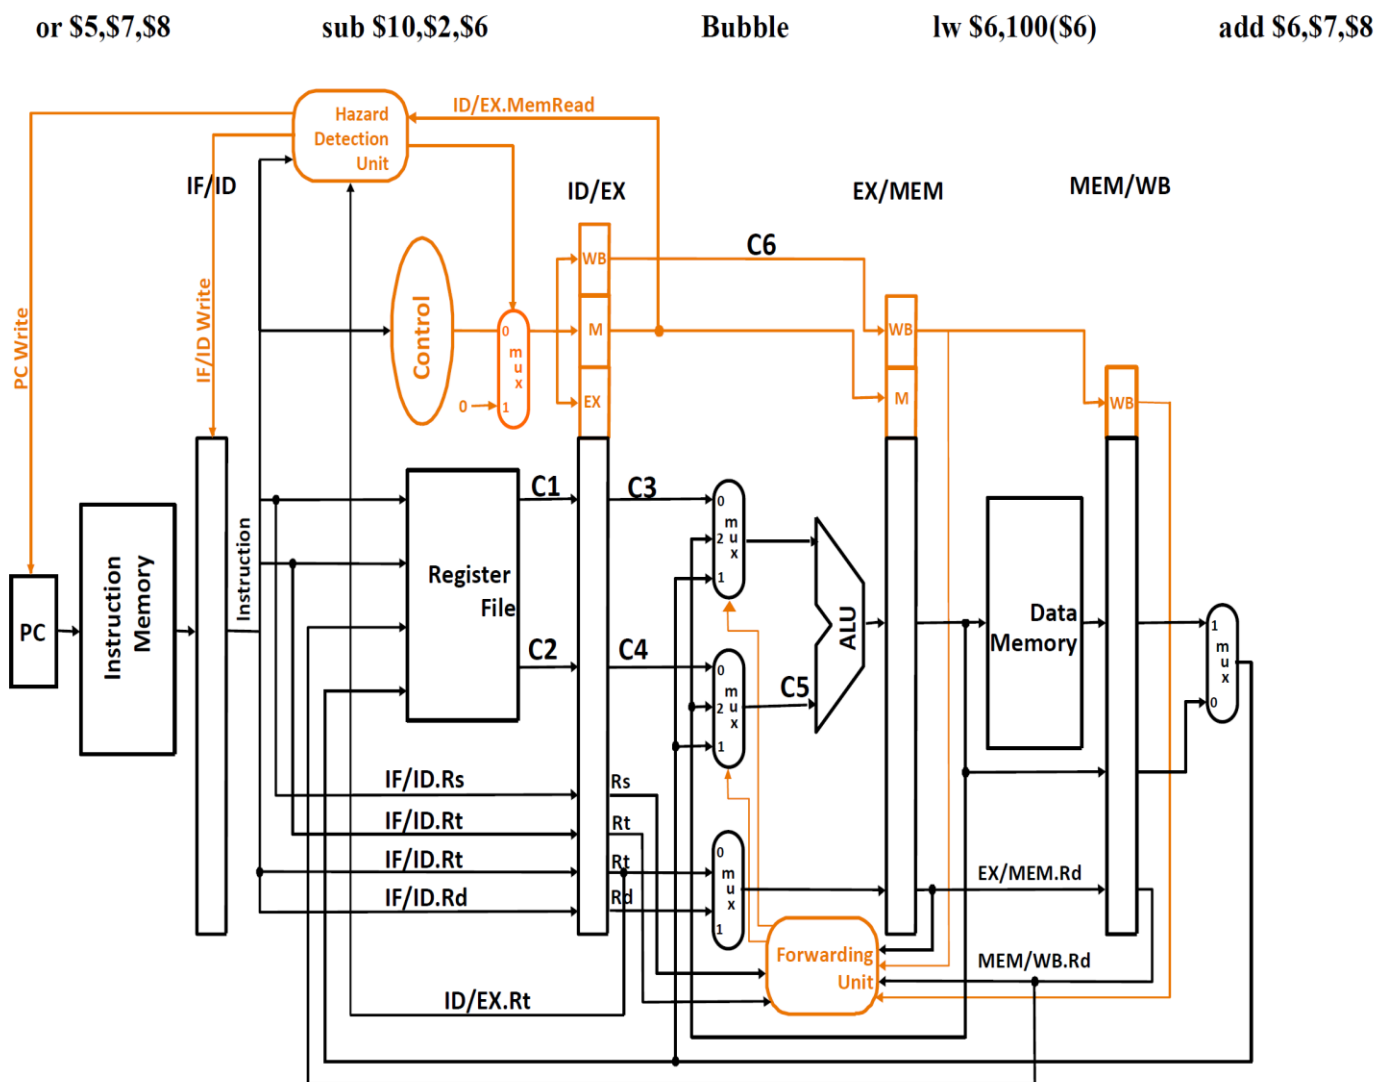 or $5,$7,$8
sub $10,$2,$6
Bubble
lw $6,100($6)
add $6,$7,$8
Hazard
Detection
Unit
ID/EX.MemRead
IF/ID
ID/EX
EX/MEM
MEM/WB
PC Write
IF/ID Write
Control
0
mux
1
0
WB
M
EX
C6
WB
M
WB
PC
Instruction
Memory
Instruction
Register
File
C1
C2
C3
C4
0
mux
2
1
0
mux
2
1
C5
ALU
Data
Memory
1
mux
0
IF/ID.Rs
IF/ID.Rt
IF/ID.Rt
IF/ID.Rd
Rs
Rt
Rt
Rd
0
mux
1
EX/MEM.Rd
Forwarding
Unit
MEM/WB.Rd
ID/EX.Rt